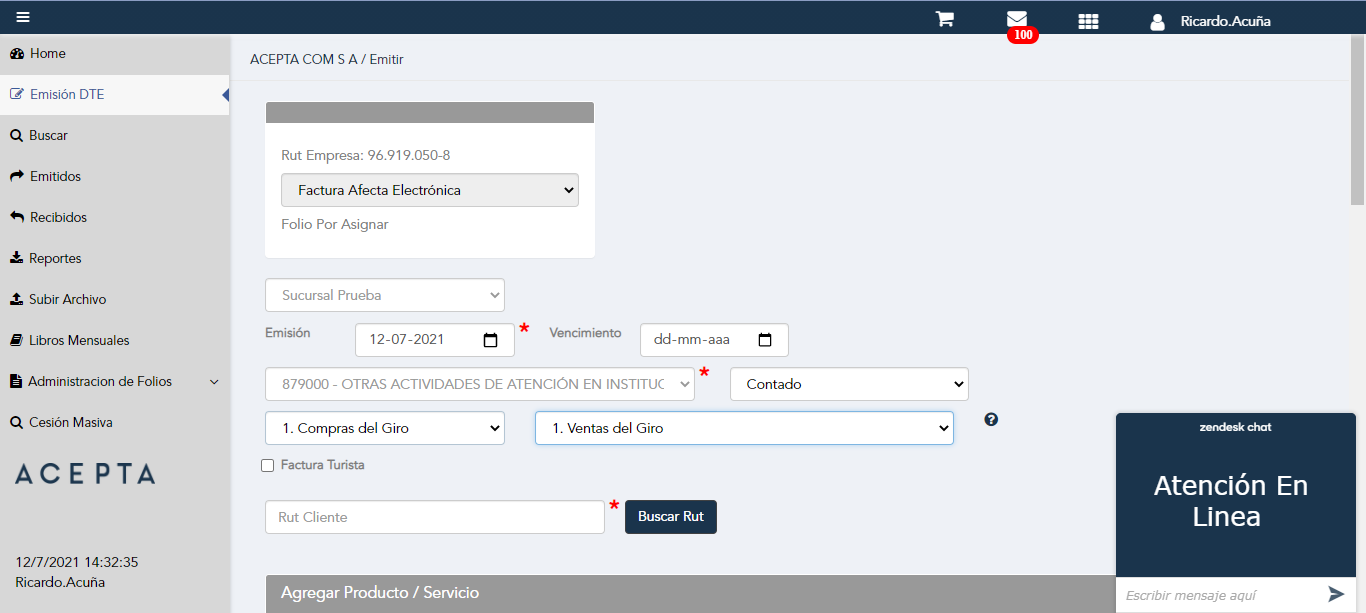 100
Ricardo.Acuña
Home
Emisión DTE
Buscar
Emitidos
Recibidos
Reportes
Subir Archivo
Libros Mensuales
Administracion de Folios
Cesión Masiva
ACEPTA
12/7/2021 14:32:35
Ricardo.Acuña
ACEPTA COM S A / Emitir
Rut Empresa: 96.919.050-8
Factura Afecta Electrónica
Folio Por Asignar
Sucursal Prueba
Emisión 12-07-2021 * Vencimiento dd-mm-aaa
879000 - OTRAS ACTIVIDADES DE ATENCIÓN EN INSTITUC * Contado
1. Compras del Giro 1. Ventas del Giro ?
Factura Turista
Rut Cliente * Buscar Rut
Agregar Producto / Servicio
zendesk chat
Atención En
Linea
Escribir mensaje aquí